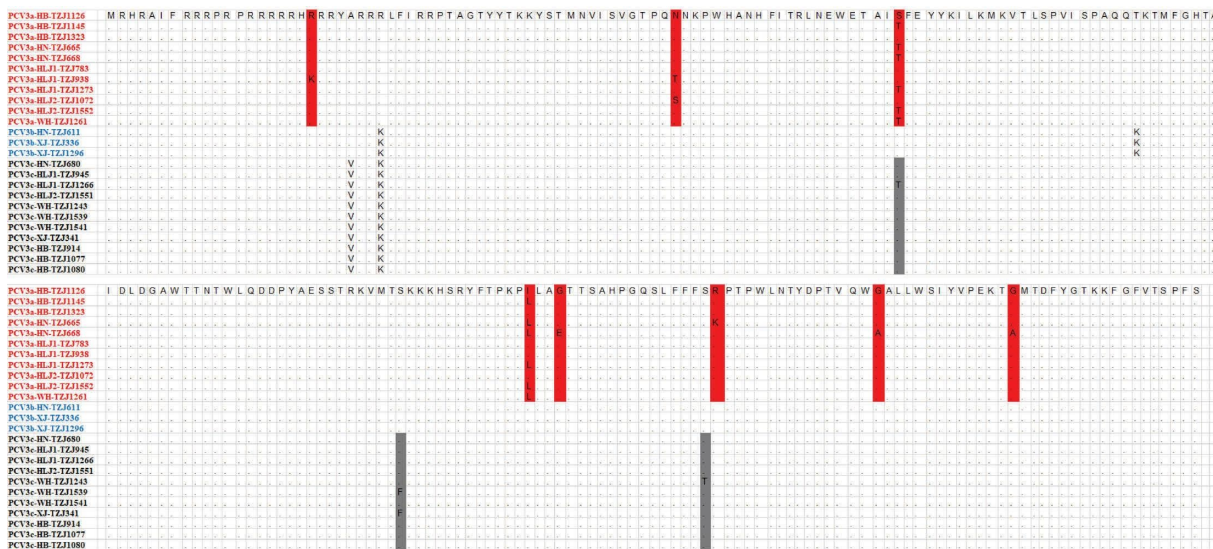 PCV3a-HB-TZJ1126 M R H R A I F R R R P R P R R R R R H R R R Y A R R R L F I R R P T A G T Y Y T K K Y S T M N V I S V G T P Q N N K P W H A N H F I T R L N E W E T A I S F E Y Y K I L K M K V T L S P V I S P A Q Q T K T M F G H T A
PCV3a-HB-TZJ1145 T
PCV3a-HB-TZJ1323
PCV3a-HN-TZJ665 T
PCV3a-HN-TZJ668 T
PCV3a-HLJ1-TZJ783
PCV3a-HLJ1-TZJ938 K T
PCV3a-HLJ1-TZJ1273 T
PCV3a-HLJ2-TZJ1072 S
PCV3a-HLJ2-TZJ1552 T
PCV3a-WH-TZJ1261 T
PCV3b-HN-TZJ611 K K
PCV3b-XJ-TZJ336 K K
PCV3b-XJ-TZJ1296 K K
PCV3c-HN-TZJ680 V K
PCV3c-HLJ1-TZJ945 V K
PCV3c-HLJ1-TZJ1266 V K T
PCV3c-HLJ2-TZJ1551 V K
PCV3c-WH-TZJ1243 V K
PCV3c-WH-TZJ1539 V K
PCV3c-WH-TZJ1541 V K
PCV3c-XJ-TZJ341 V K
PCV3c-HB-TZJ914 V K
PCV3c-HB-TZJ1077 V K
PCV3c-HB-TZJ1080 V K
PCV3a-HB-TZJ1126 I D L D G A W T T N T W L Q D D P Y A E S S T R K V M T S K K K H S R Y F T P K P I L A G T T S A H P G Q S L F F F S R P T P W L N T Y D P T V Q W G A L L W S I Y V P E K T G M T D F Y G T K K F G F V T S P F S
PCV3a-HB-TZJ1145 L
PCV3a-HB-TZJ1323
PCV3a-HN-TZJ665 L K
PCV3a-HN-TZJ668 L E A A
PCV3a-HLJ1-TZJ783
PCV3a-HLJ1-TZJ938
PCV3a-HLJ1-TZJ1273 L
PCV3a-HLJ2-TZJ1072
PCV3a-HLJ2-TZJ1552 L
PCV3a-WH-TZJ1261 L
PCV3b-HN-TZJ611
PCV3b-XJ-TZJ336
PCV3b-XJ-TZJ1296
PCV3c-HN-TZJ680
PCV3c-HLJ1-TZJ945
PCV3c-HLJ1-TZJ1266
PCV3c-HLJ2-TZJ1551
PCV3c-WH-TZJ1243 T
PCV3c-WH-TZJ1539 F
PCV3c-WH-TZJ1541
PCV3c-XJ-TZJ341 F
PCV3c-HB-TZJ914
PCV3c-HB-TZJ1077
PCV3c-HB-TZJ1080